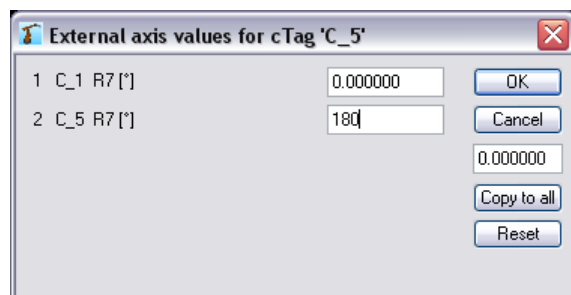 External axis values for cTag 'C_5'
1 C_1 R7 [°] 0.000000 OK
2 C_5 R7 [°] 180 Cancel
0.000000
Copy to all
Reset